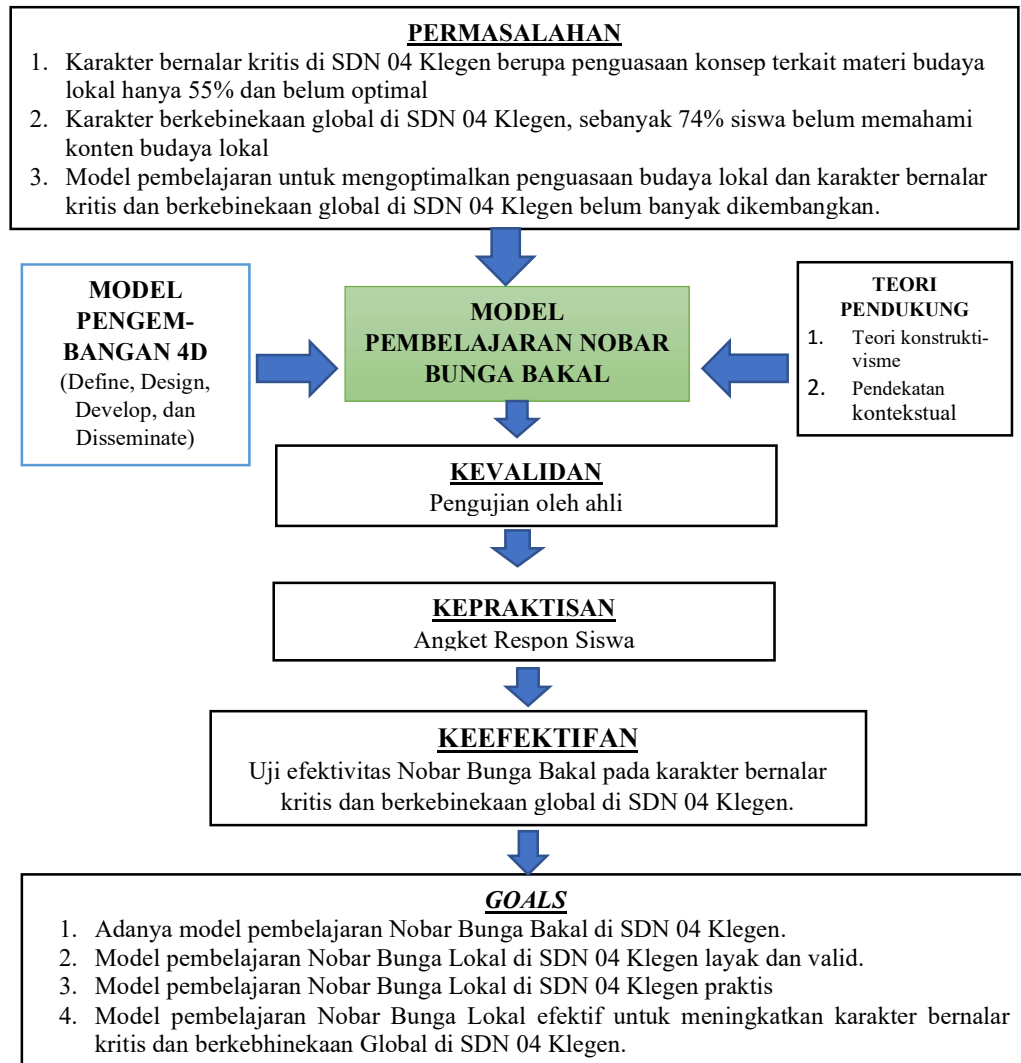 PERMASALAHAN
1. Karakter bernalar kritis di SDN 04 Klegen berupa penguasaan konsep terkait materi budaya
lokal hanya 55% dan belum optimal
2. Karakter berkebinekaan global di SDN 04 Klegen, sebanyak 74% siswa belum memahami
konten budaya lokal
3. Model pembelajaran untuk mengoptimalkan penguasaan budaya lokal dan karakter bernalar
kritis dan berkebinekaan global di SDN 04 Klegen belum banyak dikembangkan.
MODEL
PENGEM-
BANGAN 4D
(Define, Design,
Develop, dan
Disseminate)
MODEL
PEMBELAJARAN NOBAR
BUNGA BAKAL
TEORI
PENDUKUNG
1. Teori konstrukti-
visme
2. Pendekatan
kontekstual
KEVALIDAN
Pengujian oleh ahli
KEPRAKTISAN
Angket Respon Siswa
KEEFEKTIFAN
Uji efektivitas Nobar Bunga Bakal pada karakter bernalar
kritis dan berkebinekaan global di SDN 04 Klegen.
GOALS
1. Adanya model pembelajaran Nobar Bunga Bakal di SDN 04 Klegen.
2. Model pembelajaran Nobar Bunga Lokal di SDN 04 Klegen layak dan valid.
3. Model pembelajaran Nobar Bunga Lokal di SDN 04 Klegen praktis
4. Model pembelajaran Nobar Bunga Lokal efektif untuk meningkatkan karakter bernalar
kritis dan berkebhinekaan Global di SDN 04 Klegen.